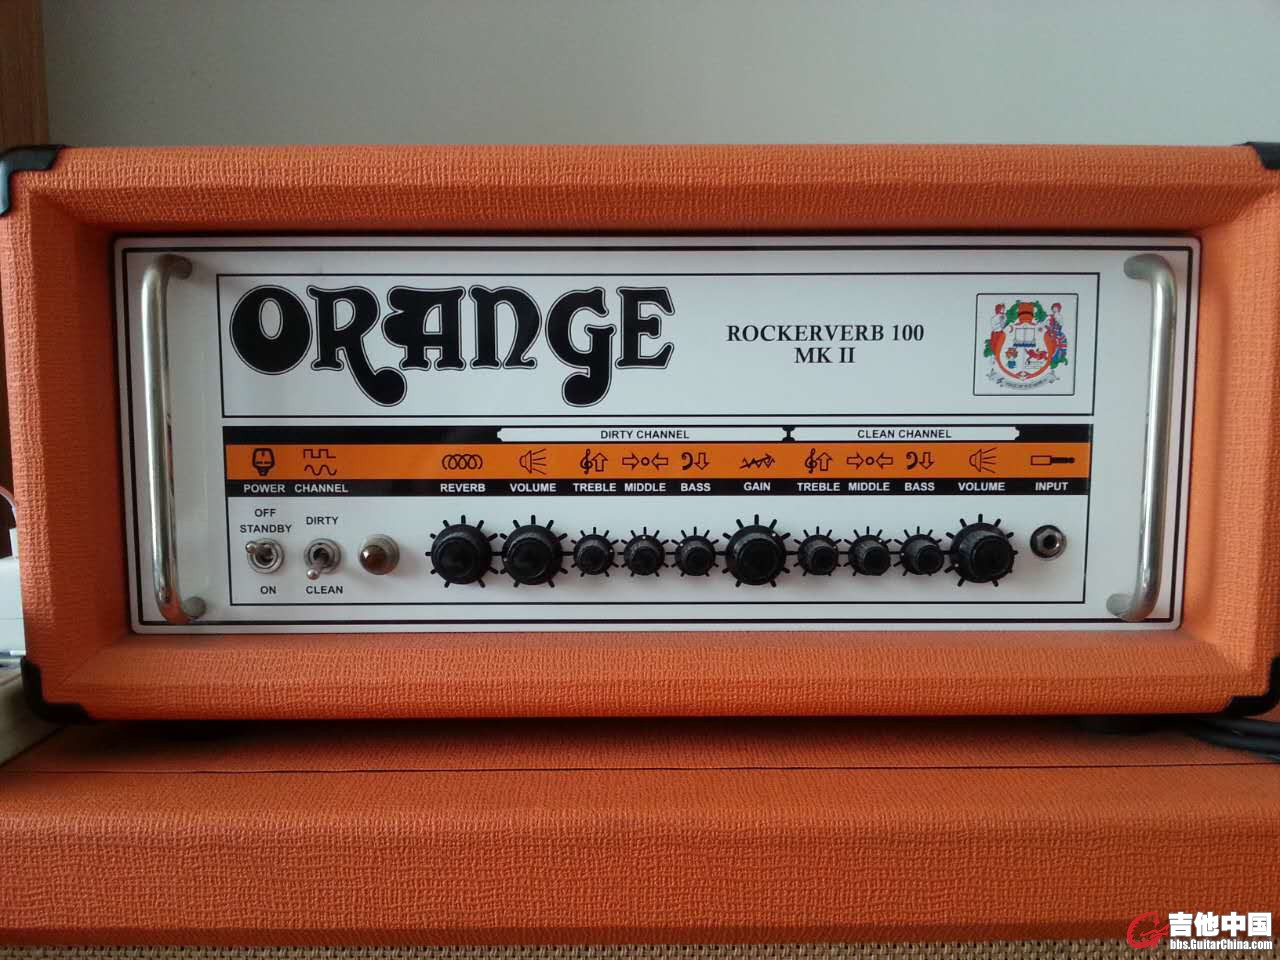 ORANGE
ROCKERVERB 100
MK II
DIRTY CHANNEL CLEAN CHANNEL
POWER CHANNEL REVERB VOLUME TREBLE MIDDLE BASS GAIN TREBLE MIDDLE BASS VOLUME INPUT
OFF
STANDBY DIRTY
ON CLEAN
吉他中国
bbs.GuitarChina.com